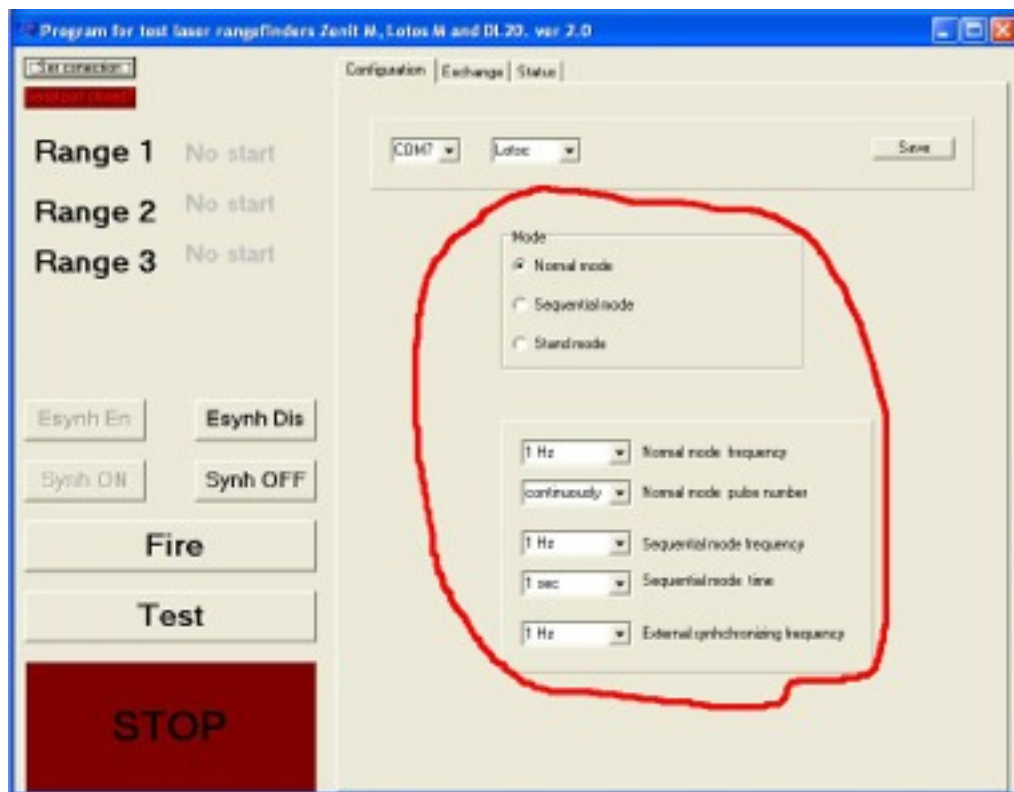 Program for test laser rangefinders Zenit M, Lotos M and DL20, ver 2.0
Ser conection
Configuration Exchange Status
COM7 Lotos Save
Range 1 No start
Range 2 No start
Range 3 No start
Mode
Normal mode
Sequential mode
Stand mode
Esynh En Esynh Dis
Synh ON Synh OFF
Fire
Test
STOP
1 Hz Normal mode frequency
continuously Normal mode pulse number
1 Hz Sequential mode frequency
1 sec Sequential mode time
1 Hz External synhchronizing frequency